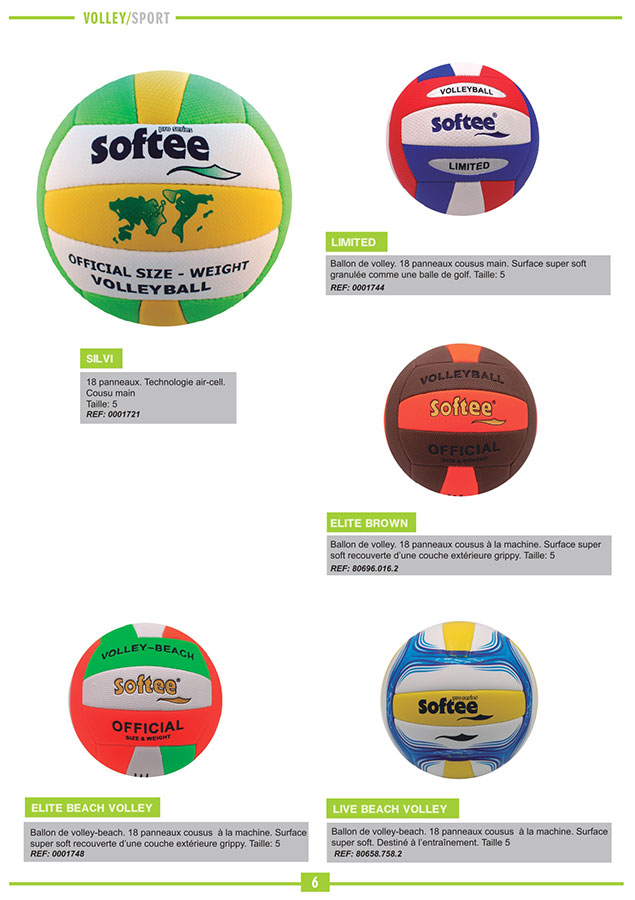 VOLLEY/SPORT
pro series
softee
OFFICIAL SIZE - WEIGHT
VOLLEYBALL
SILVI
18 panneaux. Technologie air-cell.
Cousu main
Taille: 5
REF: 0001721
VOLLEYBALL
softee
LIMITED
LIMITED
Ballon de volley. 18 panneaux cousus main. Surface super soft
granulée comme une balle de golf. Taille: 5
REF: 0001744
VOLLEYBALL
softee
OFFICIAL
SIZE & WEIGHT
ELITE BROWN
Ballon de volley. 18 panneaux cousus à la machine. Surface super
soft recouverte d'une couche extérieure grippy. Taille: 5
REF: 80696.016.2
VOLLEY-BEACH
softee
OFFICIAL
SIZE & WEIGHT
ELITE BEACH VOLLEY
Ballon de volley-beach. 18 panneaux cousus à la machine. Surface
super soft recouverte d'une couche extérieure grippy. Taille: 5
REF: 0001748
softee
LIVE BEACH VOLLEY
Ballon de volley-beach. 18 panneaux cousus à la machine. Surface
super soft. Destiné à l'entraînement. Taille 5
REF: 80658.758.2
6